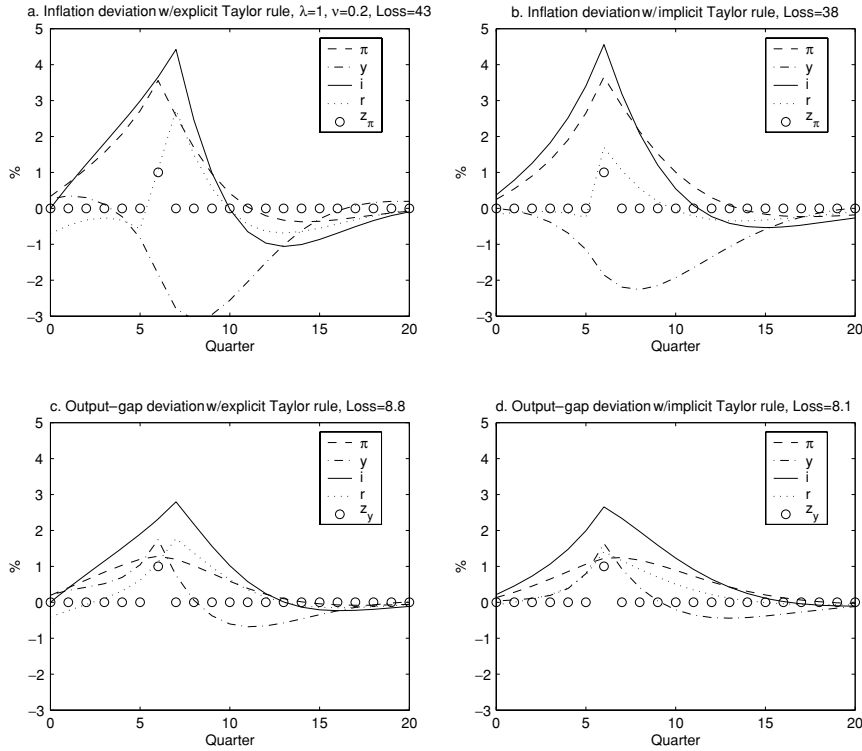 a. Inflation deviation w/explicit Taylor rule, λ=1, ν=0.2, Loss=43
5
4
3
2
1
0
−1
−2
−3
%
0 5 10 15 20
Quarter
π
y
i
r
z_π
b. Inflation deviation w/implicit Taylor rule, Loss=38
5
4
3
2
1
0
−1
−2
−3
%
0 5 10 15 20
Quarter
π
y
i
r
z_π
c. Output−gap deviation w/explicit Taylor rule, Loss=8.8
5
4
3
2
1
0
−1
−2
−3
%
0 5 10 15 20
Quarter
π
y
i
r
z_y
d. Output−gap deviation w/implicit Taylor rule, Loss=8.1
5
4
3
2
1
0
−1
−2
−3
%
0 5 10 15 20
Quarter
π
y
i
r
z_y